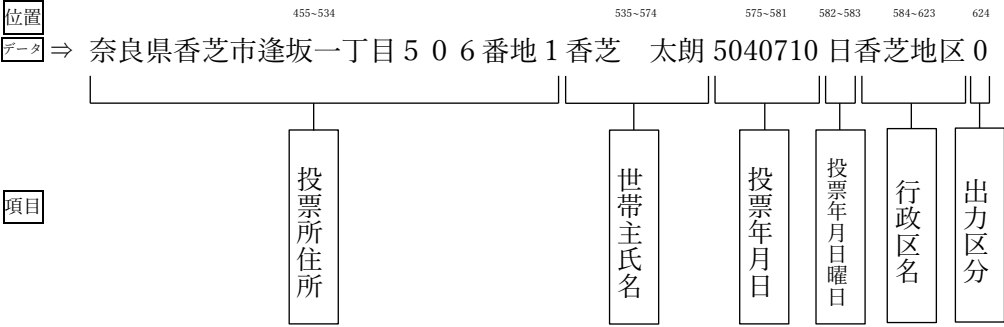 位置 455~534 535~574 575~581 582~583 584~623 624
データ ⇒ 奈良県香芝市逢坂一丁目５０６番地１香芝　太朗 5040710 日香芝地区 0
項目
投票所住所
世帯主氏名
投票年月日
投票年月日曜日
行政区名
出力区分